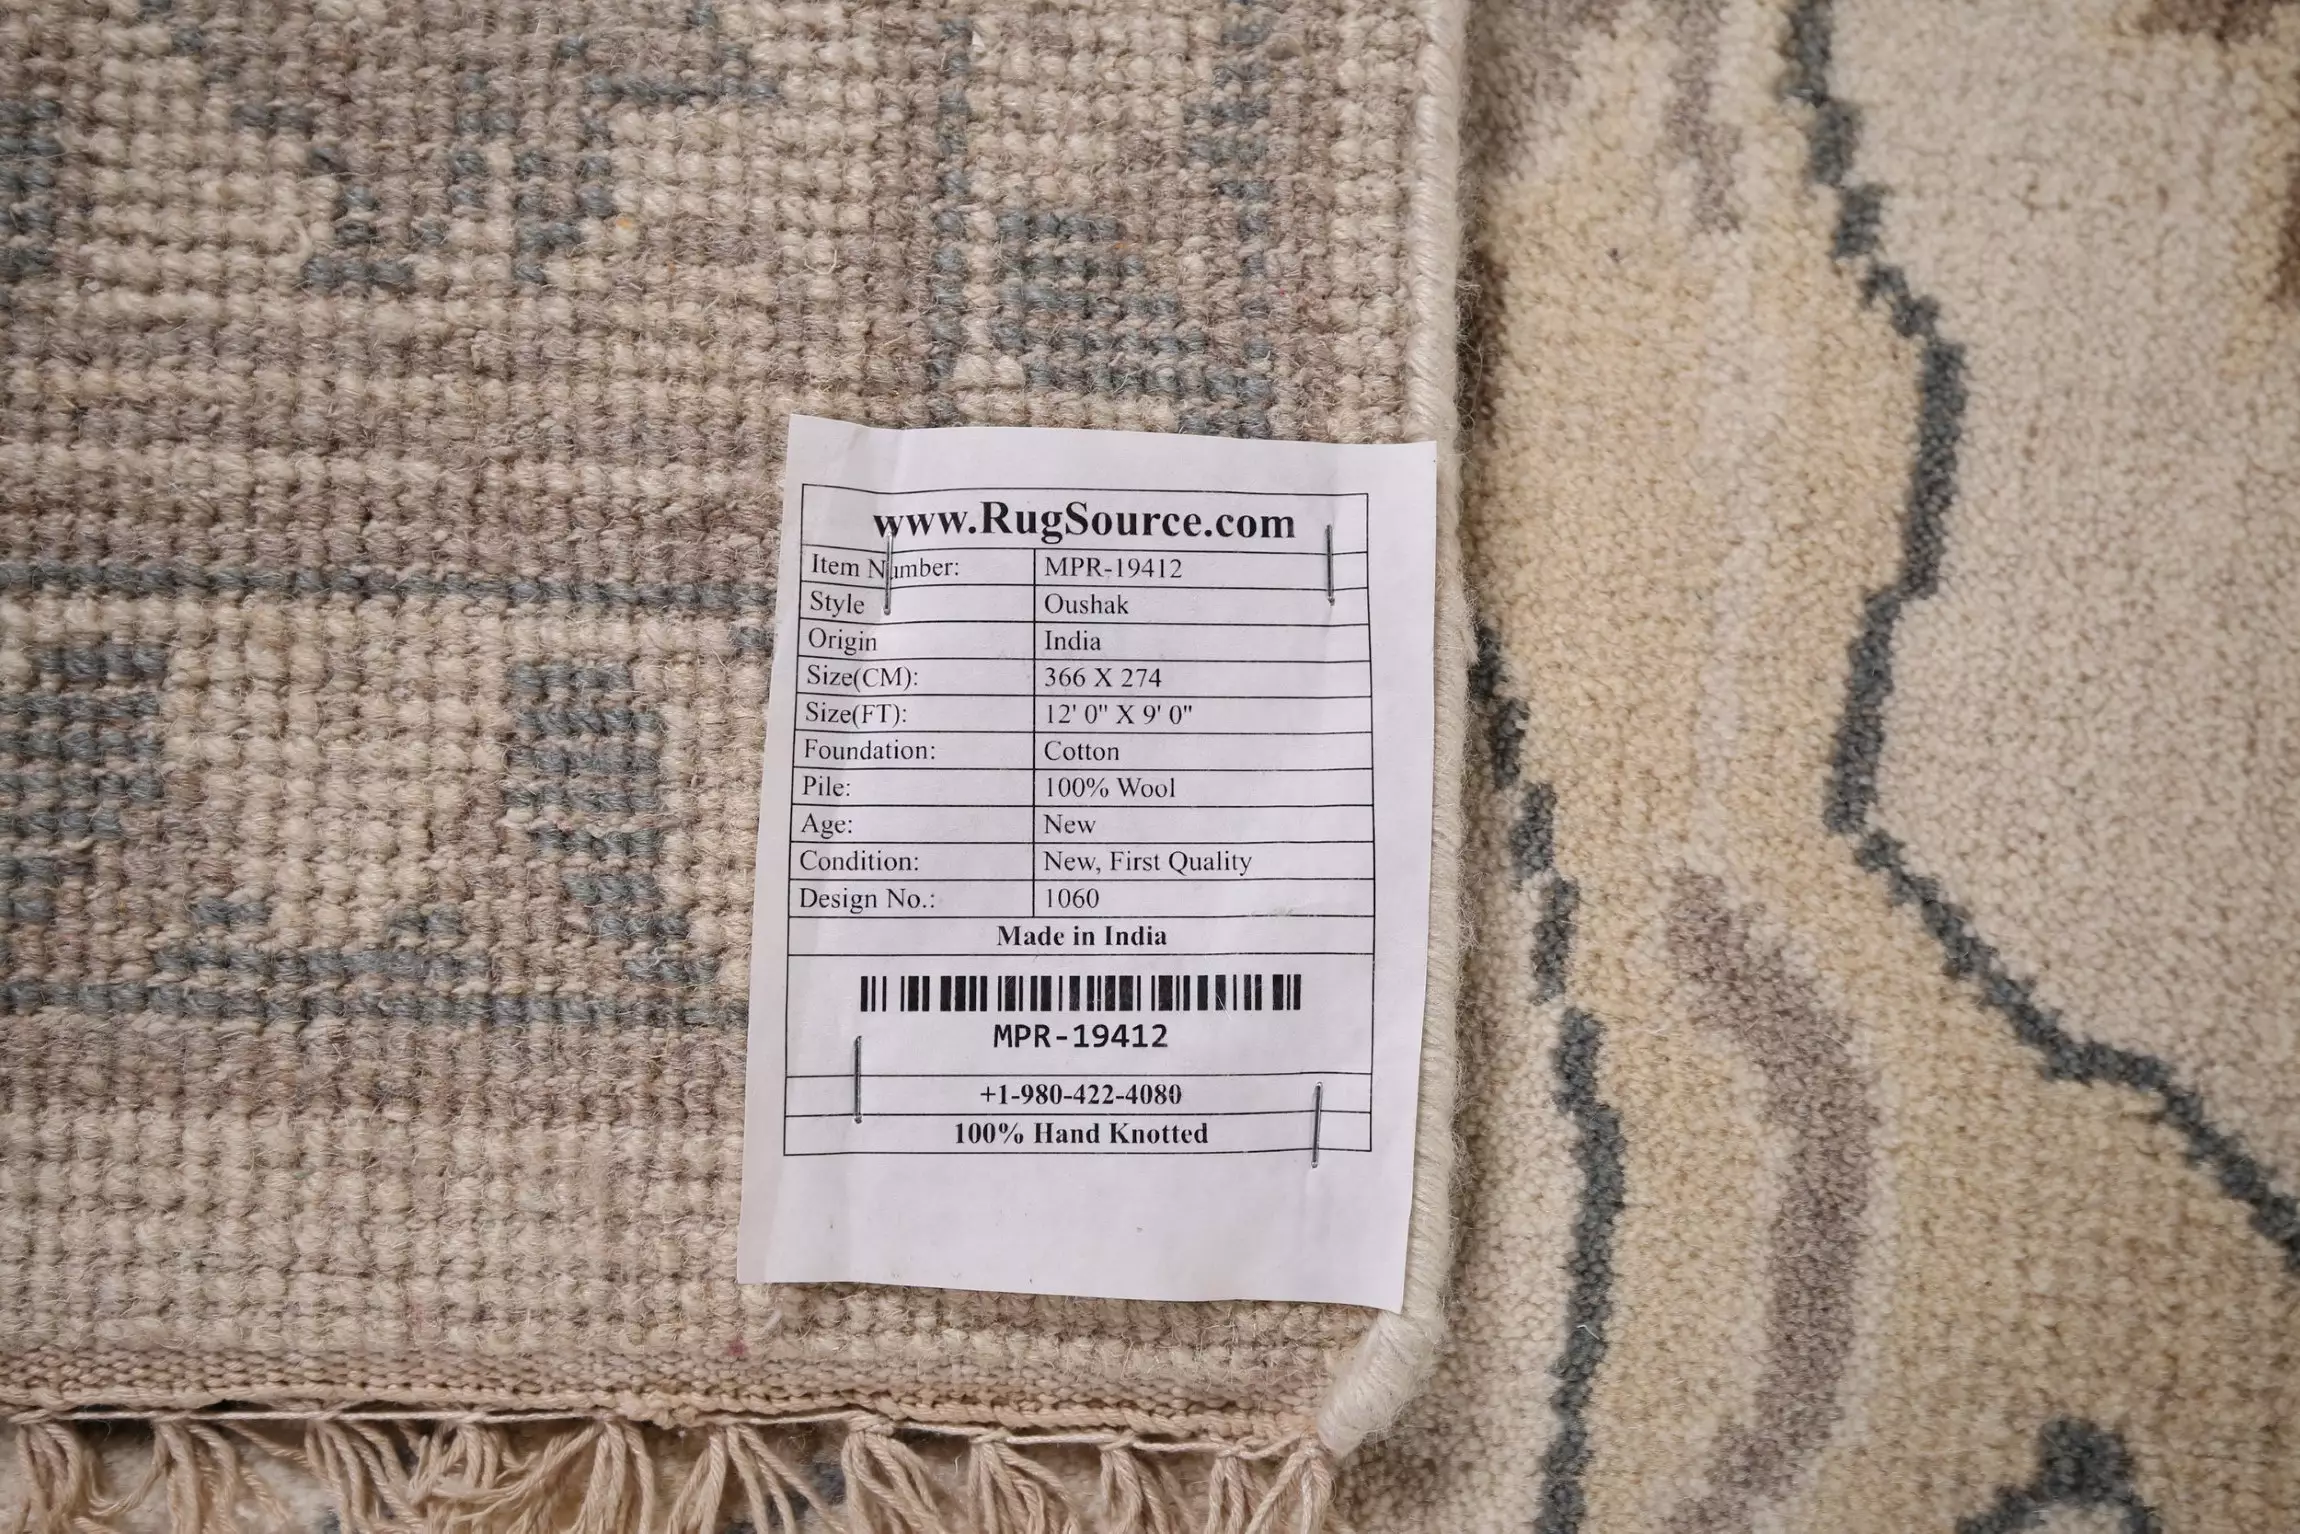 www.RugSource.com
Item Number: MPR-19412
Style Oushak
Origin India
Size(CM): 366 X 274
Size(FT): 12' 0" X 9' 0"
Foundation: Cotton
Pile: 100% Wool
Age: New
Condition: New, First Quality
Design No.: 1060
Made in India
MPR-19412
+1-980-422-4080
100% Hand Knotted